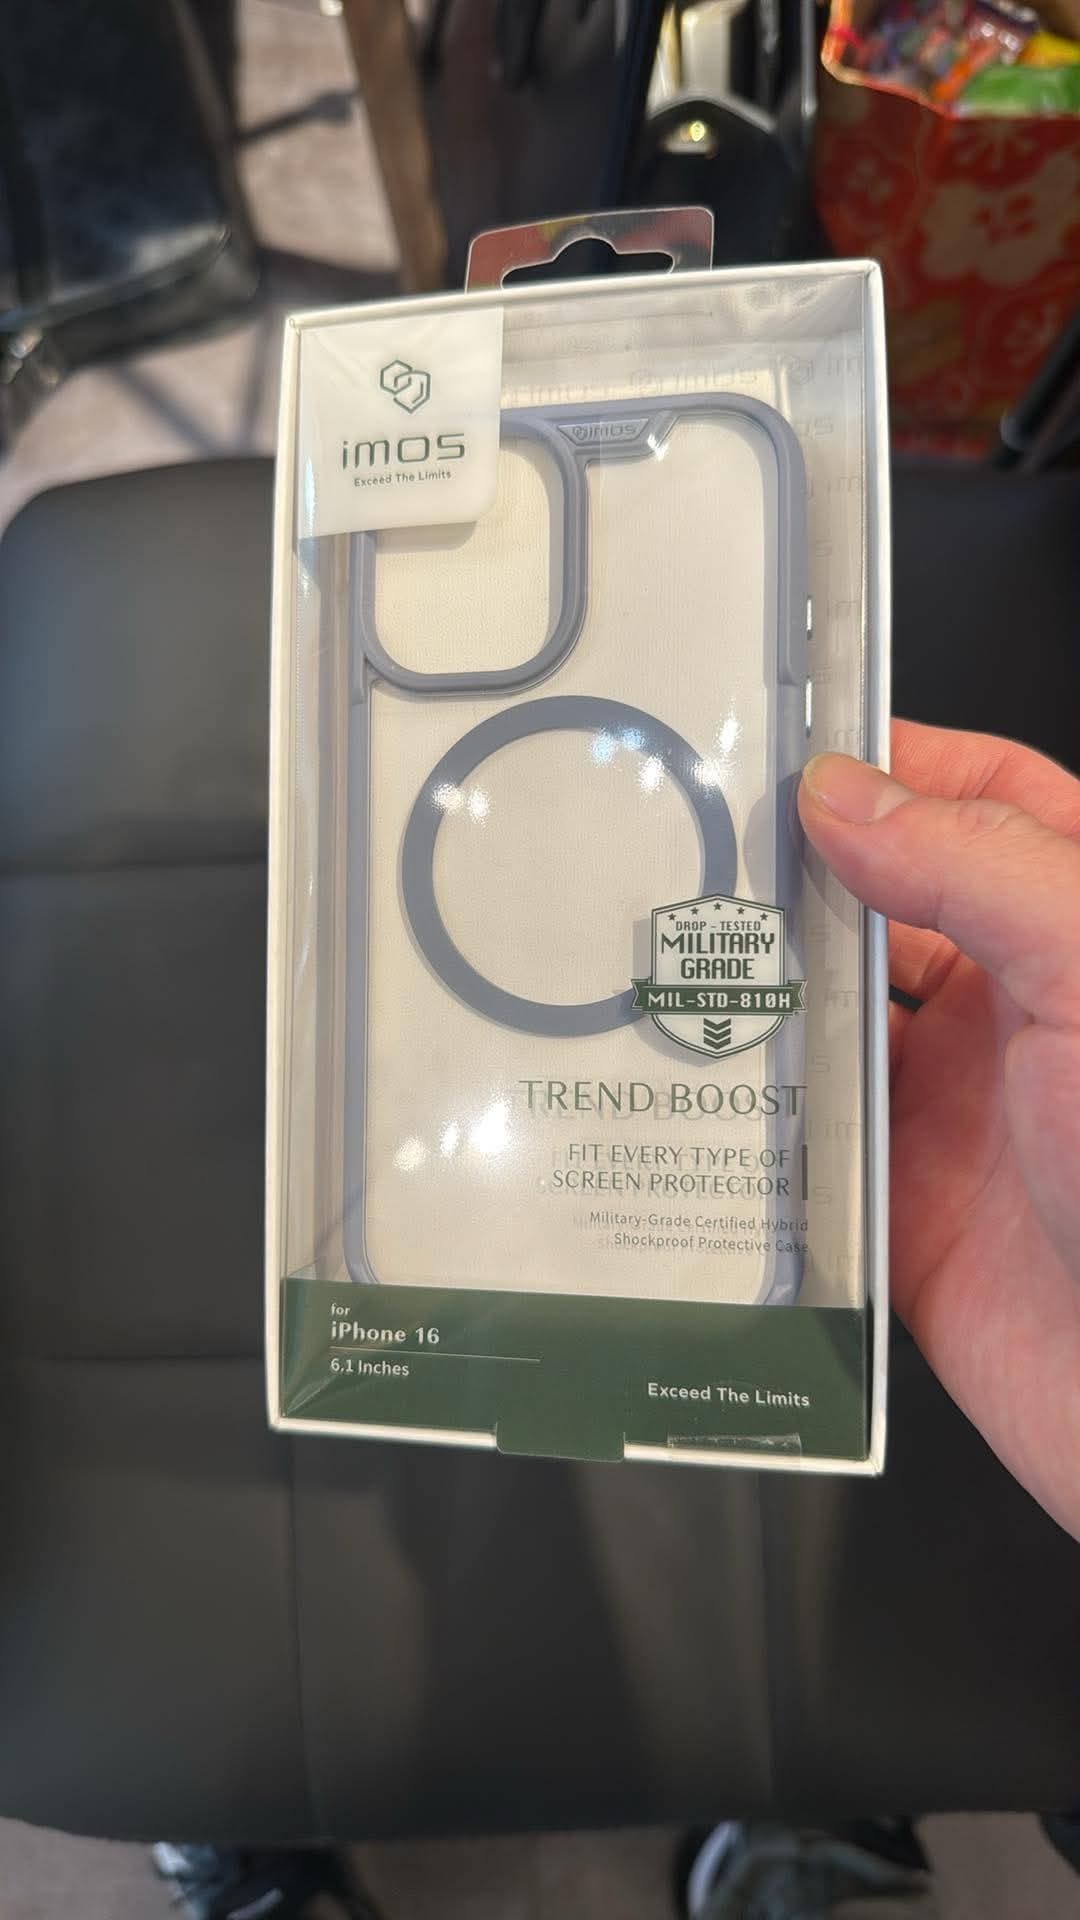 imos
Exceed The Limits
imos
imos
DROP - TESTED
MILITARY
GRADE
MIL-STD-810H
TREND BOOST
FIT EVERY TYPE OF
SCREEN PROTECTOR
Military-Grade Certified Hybrid
Shockproof Protective Case
for
iPhone 16
6.1 Inches
Exceed The Limits